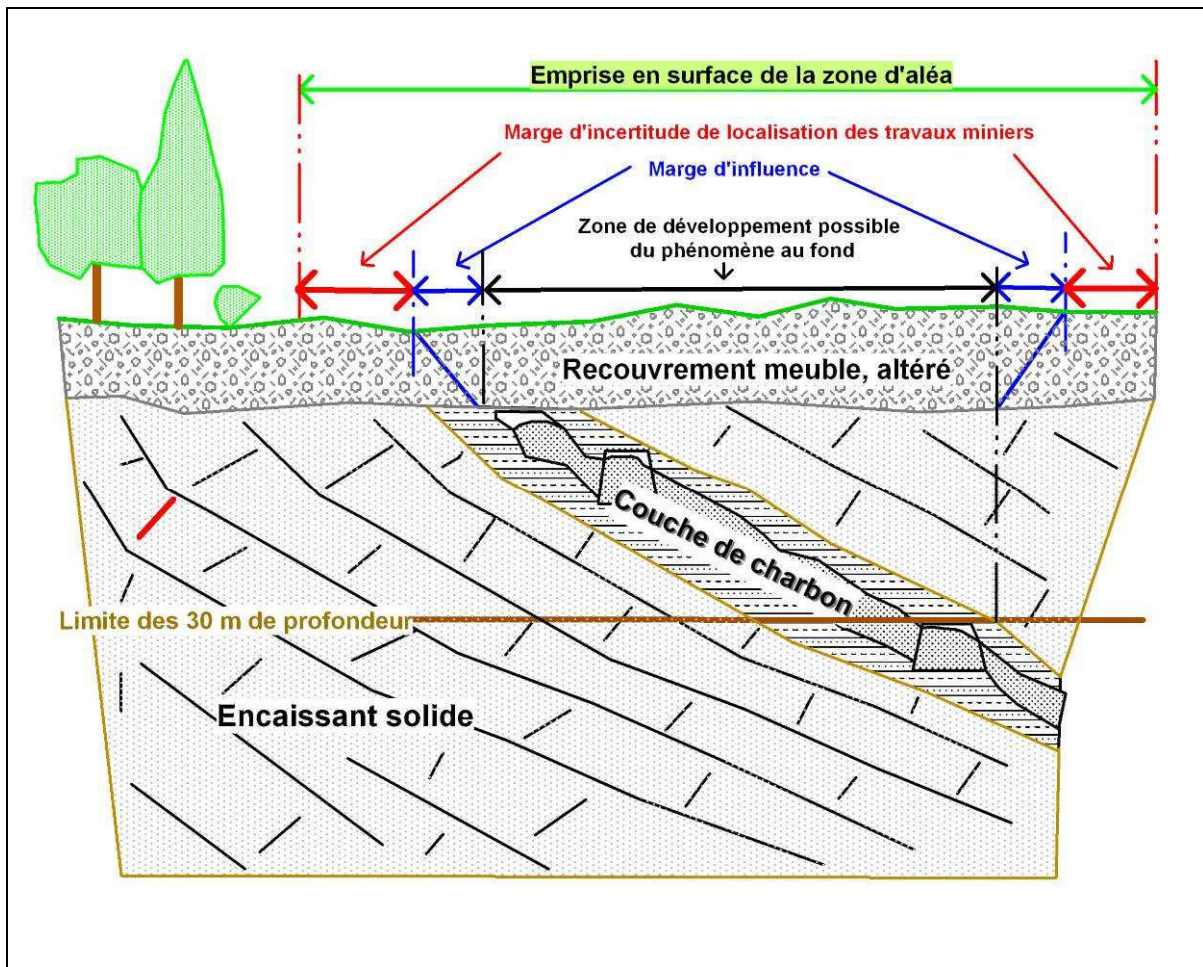 Emprise en surface de la zone d'aléa
Marge d'incertitude de localisation des travaux miniers
Marge d'influence
Zone de développement possible
du phénomène au fond
Recouvrement meuble, altéré
Couche de charbon
Limite des 30 m de profondeur
Encaissant solide